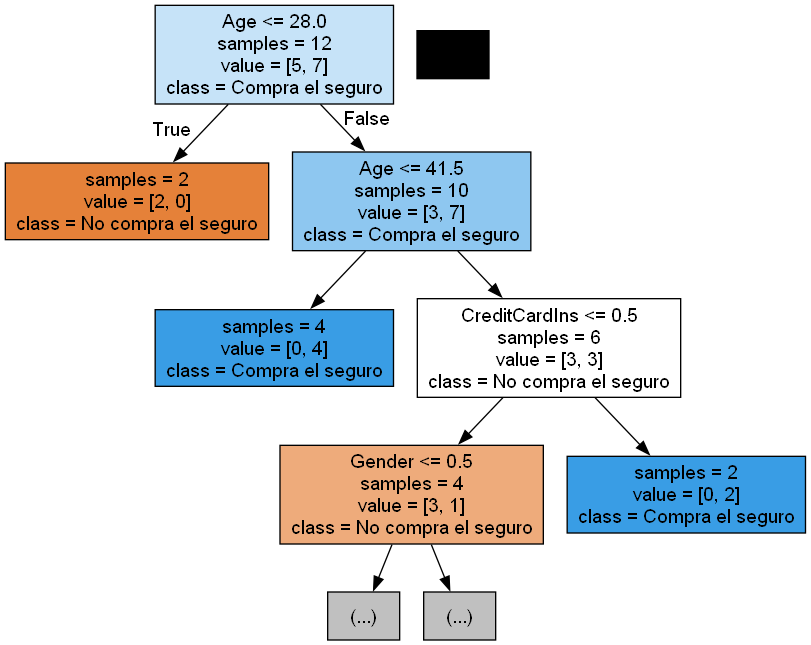 Age <= 28.0
samples = 12
value = [5, 7]
class = Compra el seguro
True
False
samples = 2
value = [2, 0]
class = No compra el seguro
Age <= 41.5
samples = 10
value = [3, 7]
class = Compra el seguro
samples = 4
value = [0, 4]
class = Compra el seguro
CreditCardIns <= 0.5
samples = 6
value = [3, 3]
class = No compra el seguro
Gender <= 0.5
samples = 4
value = [3, 1]
class = No compra el seguro
samples = 2
value = [0, 2]
class = Compra el seguro
(...)
(...)